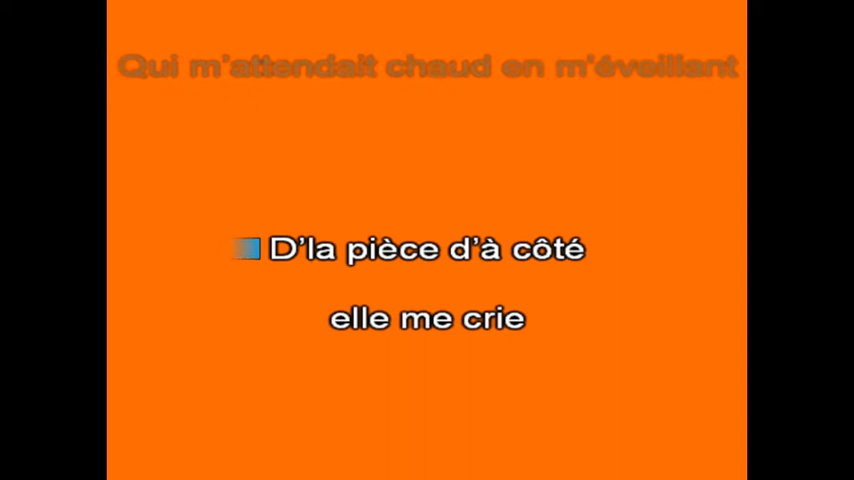 Qui m'attendait chaud en m'éveillant
D’la pièce d’à côté
elle me crie